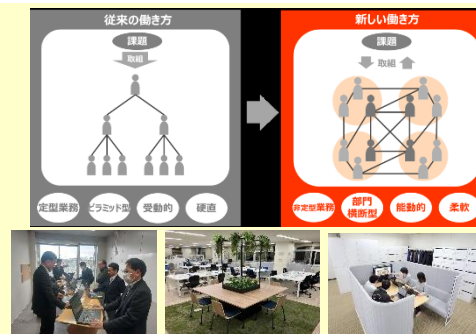 従来の働き方
課題
取組
定型業務
ピラミッド型
受動的
硬直
新しい働き方
課題
取組
非定型業務
部門
横断型
能動的
柔軟